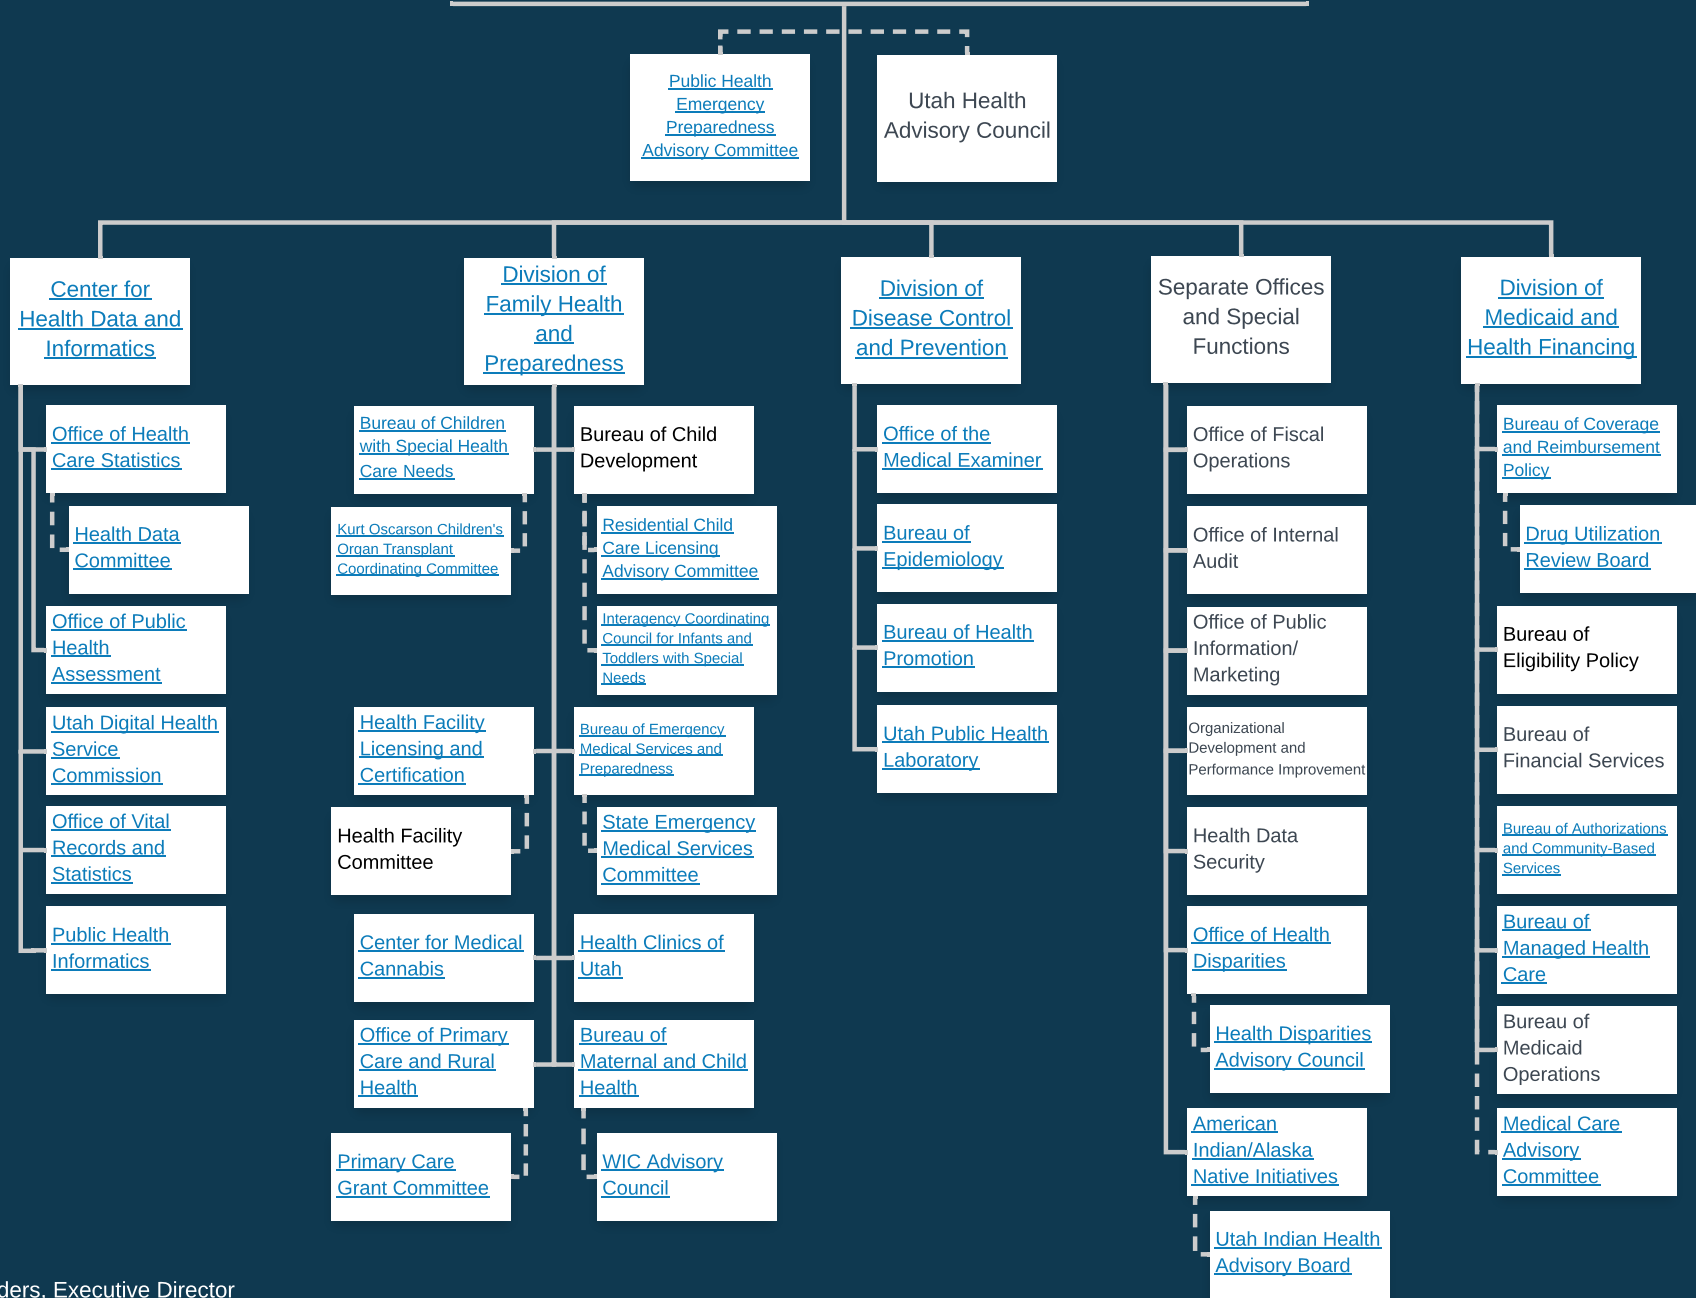 Public Health
Emergency
Preparedness
Advisory Committee
Utah Health
Advisory Council
Center for
Health Data and
Informatics
Division of
Family Health
and
Preparedness
Division of
Disease Control
and Prevention
Separate Offices
and Special
Functions
Division of
Medicaid and
Health Financing
Office of Health
Care Statistics
Health Data
Committee
Office of Public
Health
Assessment
Utah Digital Health
Service
Commission
Office of Vital
Records and
Statistics
Public Health
Informatics
Bureau of Children
with Special Health
Care Needs
Kurt Oscarson Children's
Organ Transplant
Coordinating Committee
Health Facility
Licensing and
Certification
Health Facility
Committee
Center for Medical
Cannabis
Office of Primary
Care and Rural
Health
Primary Care
Grant Committee
Bureau of Child
Development
Residential Child
Care Licensing
Advisory Committee
Interagency Coordinating
Council for Infants and
Toddlers with Special
Needs
Bureau of Emergency
Medical Services and
Preparedness
State Emergency
Medical Services
Committee
Health Clinics of
Utah
Bureau of
Maternal and Child
Health
WIC Advisory
Council
Office of the
Medical Examiner
Bureau of
Epidemiology
Bureau of Health
Promotion
Utah Public Health
Laboratory
Office of Fiscal
Operations
Office of Internal
Audit
Office of Public
Information/
Marketing
Organizational
Development and
Performance Improvement
Health Data
Security
Office of Health
Disparities
Health Disparities
Advisory Council
American
Indian/Alaska
Native Initiatives
Utah Indian Health
Advisory Board
Bureau of Coverage
and Reimbursement
Policy
Drug Utilization
Review Board
Bureau of
Eligibility Policy
Bureau of
Financial Services
Bureau of Authorizations
and Community-Based
Services
Bureau of
Managed Health
Care
Bureau of
Medicaid
Operations
Medical Care
Advisory
Committee
ders, Executive Director